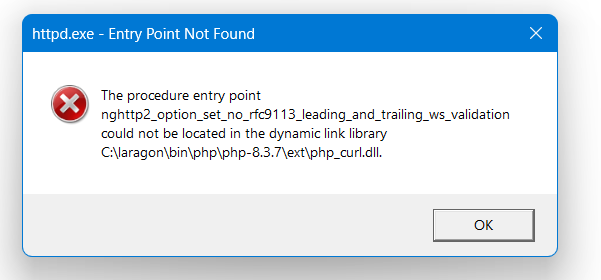 httpd.exe - Entry Point Not Found
The procedure entry point
nghttp2_option_set_no_rfc9113_leading_and_trailing_ws_validation
could not be located in the dynamic link library
C:\laragon\bin\php\php-8.3.7\ext\php_curl.dll.
OK